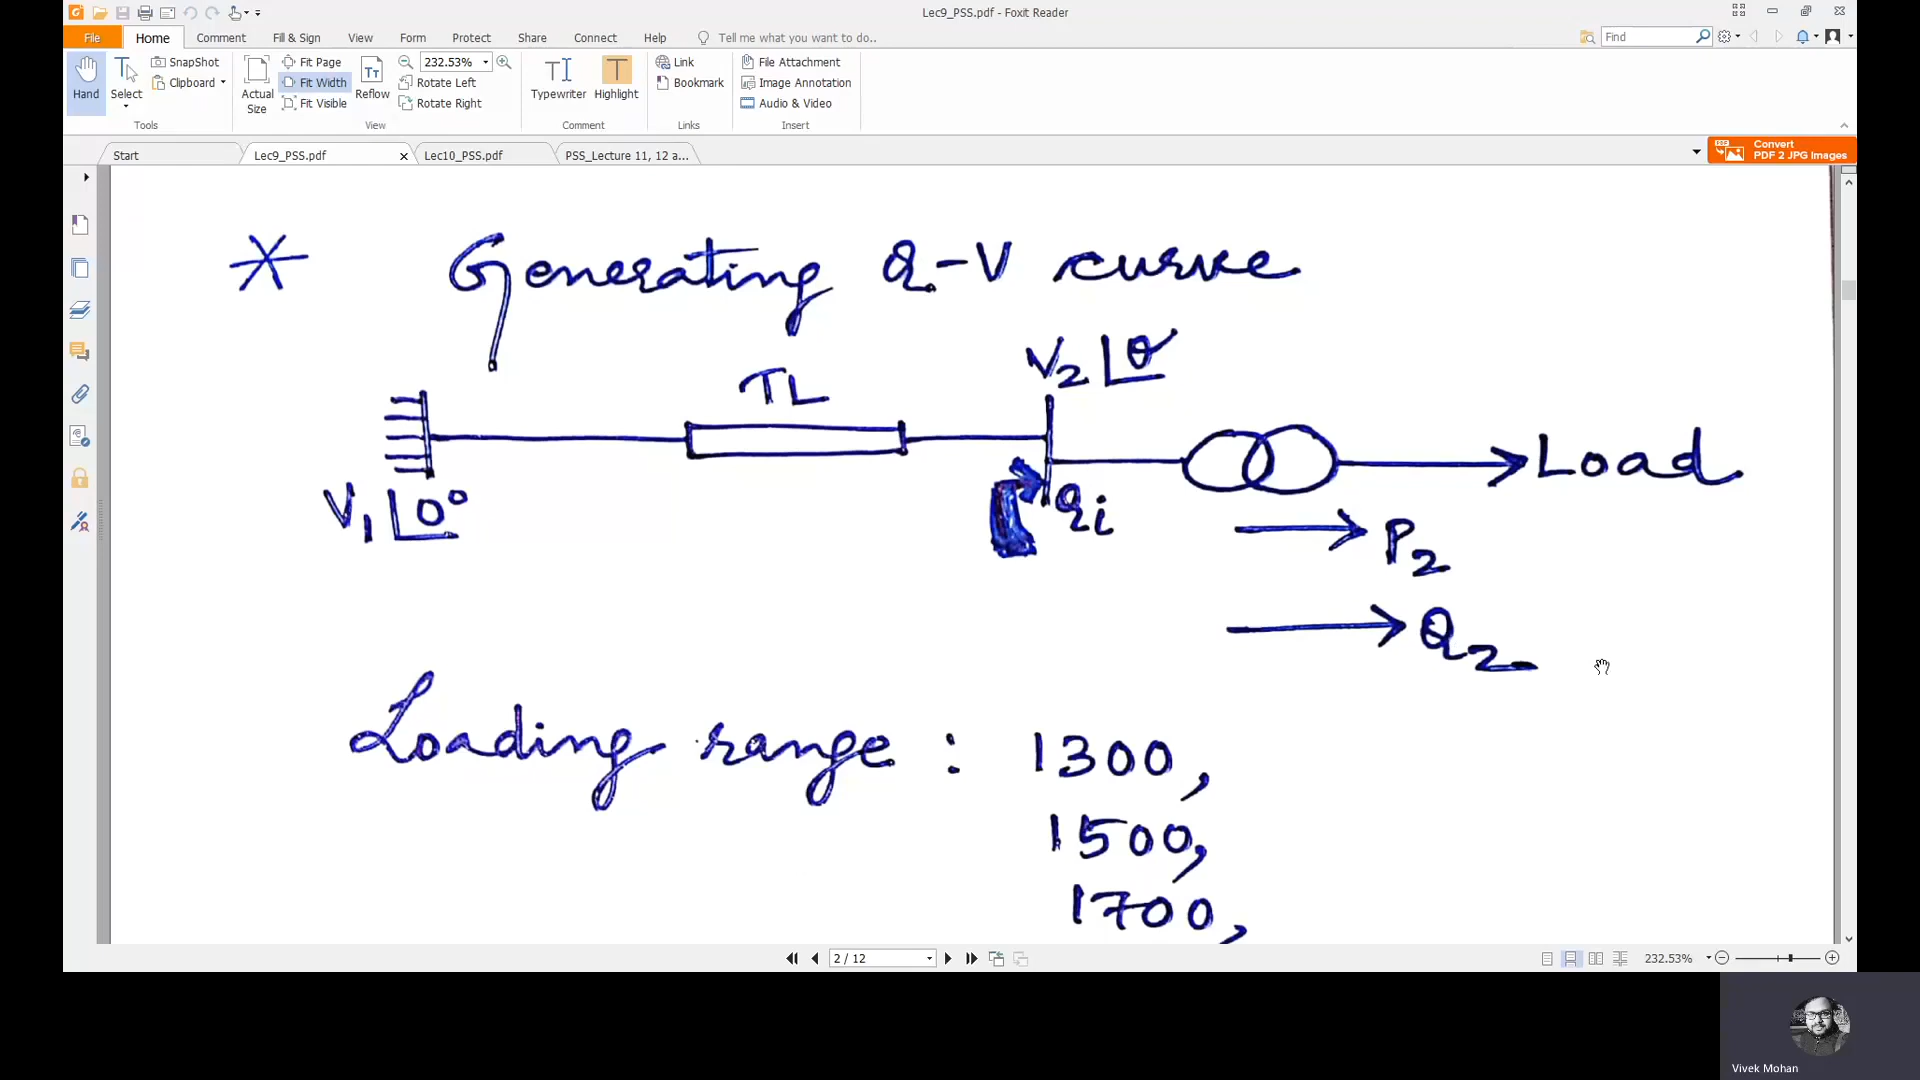 Lec9_PSS.pdf - Foxit Reader
File Home Comment Fill & Sign View Form Protect Share Connect Help Tell me what you want to do.. Find
Hand Select SnapShot Clipboard Actual Size Fit Page Fit Width Fit Visible Reflow 232.53% Rotate Left Rotate Right Typewriter Highlight Link Bookmark File Attachment Image Annotation Audio & Video
Tools View Comment Links Insert
Start Lec9_PSS.pdf Lec10_PSS.pdf PSS_Lecture 11, 12 a... Convert PDF 2 JPG Images
* Generating Q-V curve
V2 ∠θ
TL
Load
V1 ∠0° Qi
P2
Q2
Loading range : 1300,
1500,
1700,
2 / 12 232.53%
Vivek Mohan